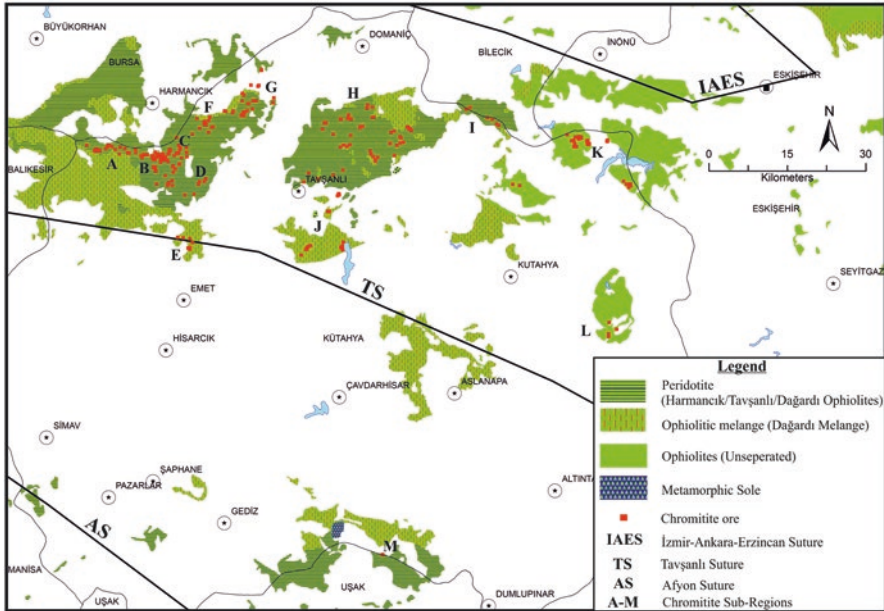 BÜYÜKORHAN
DOMANİÇ
BİLECİK
İNÖNÜ
BURSA
IAES
ESKİŞEHİR
HARMANCIK
G
H
F
N
I
C
K
A
B
D
0 15 30
Kilometers
BALIKESİR
TAVŞANLI
ESKİŞEHİR
J
E
KUTAHYA
SEYİTGAZ
EMET
TS
L
HİSARCIK
KÜTAHYA
ÇAVDARHİSAR
ASLANAPA
SİMAV
ŞAPHANE
PAZARLAR
ALTINTA
GEDİZ
AS
M
MANİSA
UŞAK
UŞAK
DUMLUPINAR
Legend
Peridotite
(Harmancık/Tavşanlı/Dağardı Ophiolites)
Ophiolitic melange (Dağardı Melange)
Ophiolites (Unseperated)
Metamorphic Sole
Chromitite ore
IAES İzmir-Ankara-Erzincan Suture
TS Tavşanlı Suture
AS Afyon Suture
A-M Chromitite Sub-Regions